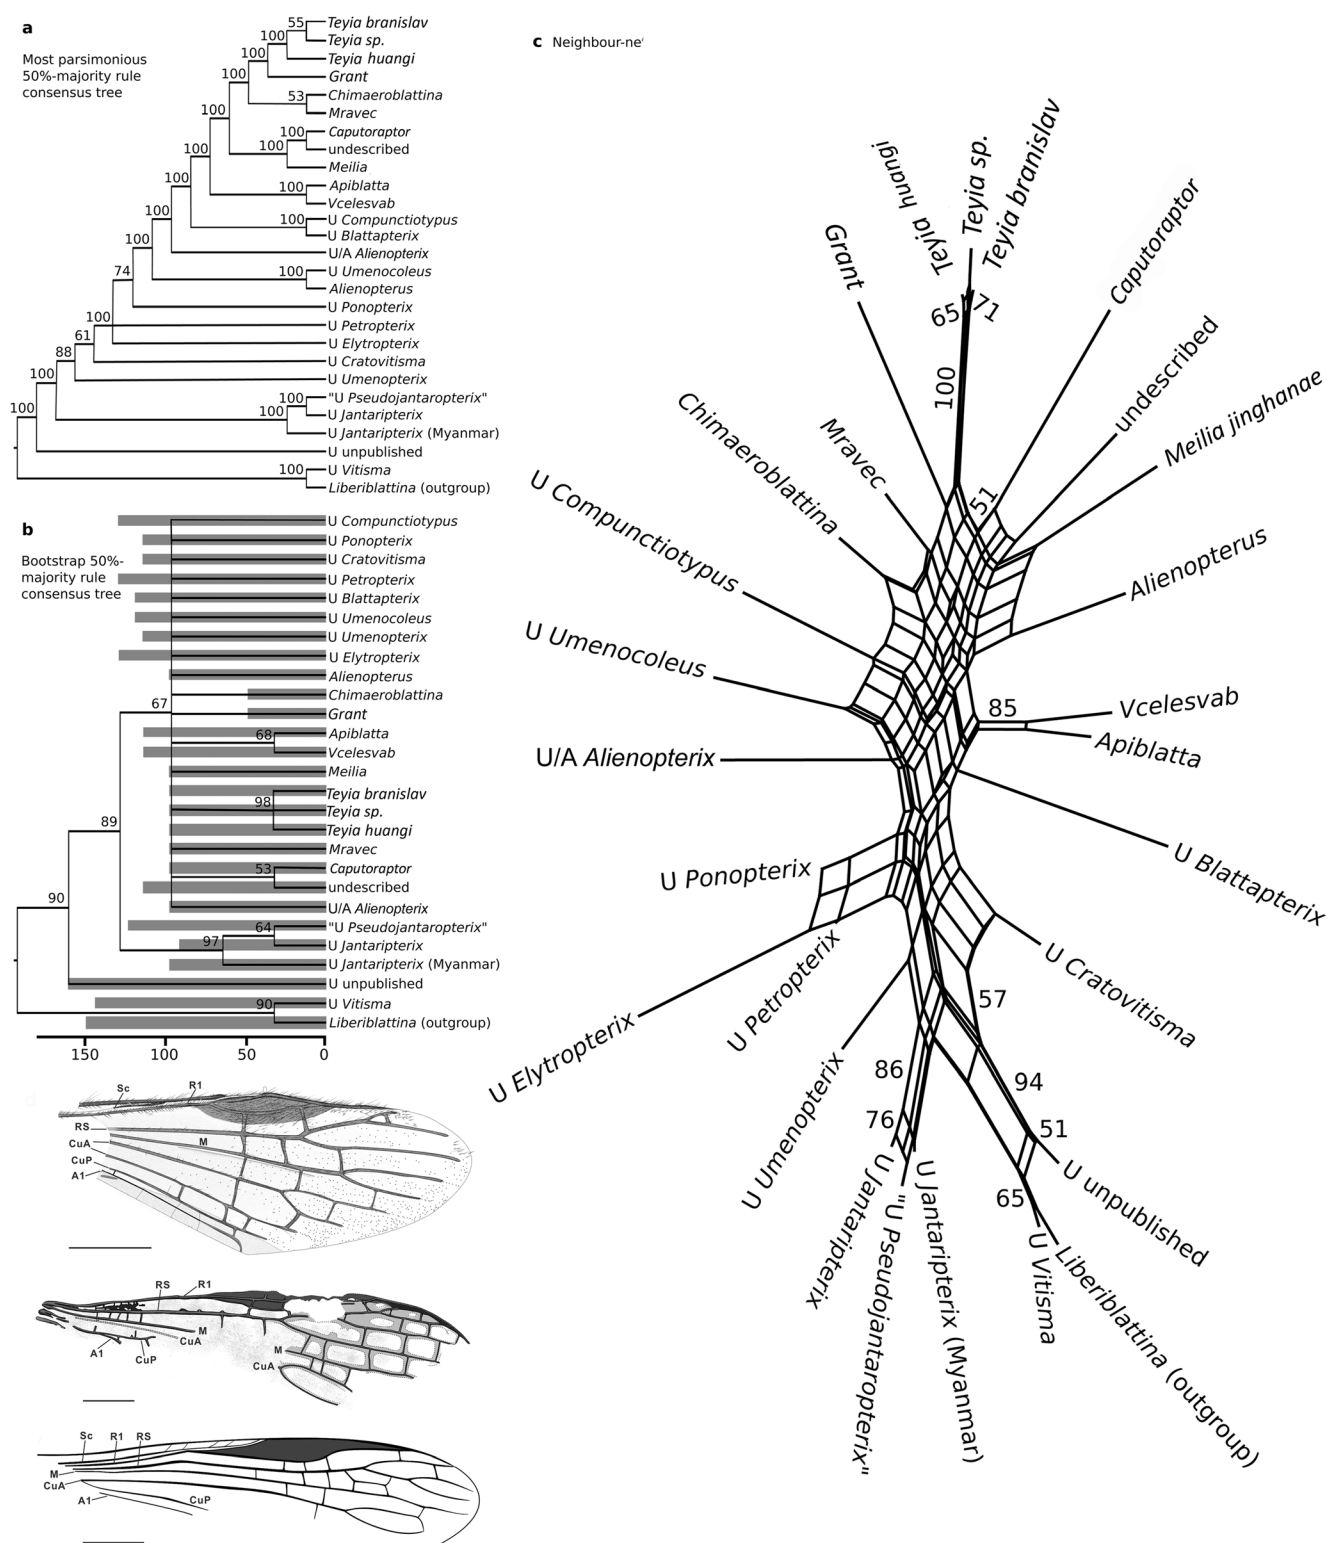 a
Most parsimonious
50%-majority rule
consensus tree
55
Teyia branislav
100
Teyia sp.
100
Teyia huangi
100
Grant
53
Chimaeroblattina
100
Mravec
100
Caputoraptor
100
undescribed
100
Meilia
100
100
Apiblatta
100
Vcelesvab
100
U Compunctiotypus
100
U Blattapterix
100
U/A Alienopterix
100
U Umenocoleus
74
Alienopterus
U Ponopterix
100
U Petropterix
61
U Elytropterix
88
U Cratovitisma
100
U Umenopterix
100
"U Pseudojantaropterix"
100
100
U Jantaripterix
U Jantaripterix (Myanmar)
U unpublished
100
U Vitisma
Liberiblattina (outgroup)
b
Bootstrap 50%-
majority rule
consensus tree
U Compunctiotypus
U Ponopterix
U Cratovitisma
U Petropterix
U Blattapterix
U Umenocoleus
U Umenopterix
U Elytropterix
Alienopterus
Chimaeroblattina
67
Grant
68
Apiblatta
Vcelesvab
Meilia
98
Teyia branislav
Teyia sp.
89
Teyia huangi
Mravec
53
Caputoraptor
undescribed
90
U/A Alienopterix
64
"U Pseudojantaropterix"
97
U Jantaripterix
U Jantaripterix (Myanmar)
U unpublished
90
U Vitisma
Liberiblattina (outgroup)
150 100 50 0
Sc R1
RS
M
CuA
CuP
A1
RS R1
M
CuA
A1
CuP
M
CuA
Sc R1 RS
M
CuA
A1
CuP
c Neighbour-ne
Teyia huangi
Teyia sp.
Teyia branislav
Grant
Caputoraptor
65
71
100
undescribed
Chimaeroblattina
Mravec
Meilia jinghanae
U Compunctiotypus
51
Alienopterus
U Umenocoleus
85
Vcelesvab
Apiblatta
U/A Alienopterix
U Blattapterix
U Ponopterix
U Cratovitisma
U Petropterix
57
U Elytropterix
86
94
76
51
U Umenopterix
U unpublished
65
U Jantaripterix
"U Pseudojantaropterix"
U Jantaripterix (Myanmar)
U Vitisma
Liberiblattina (outgroup)